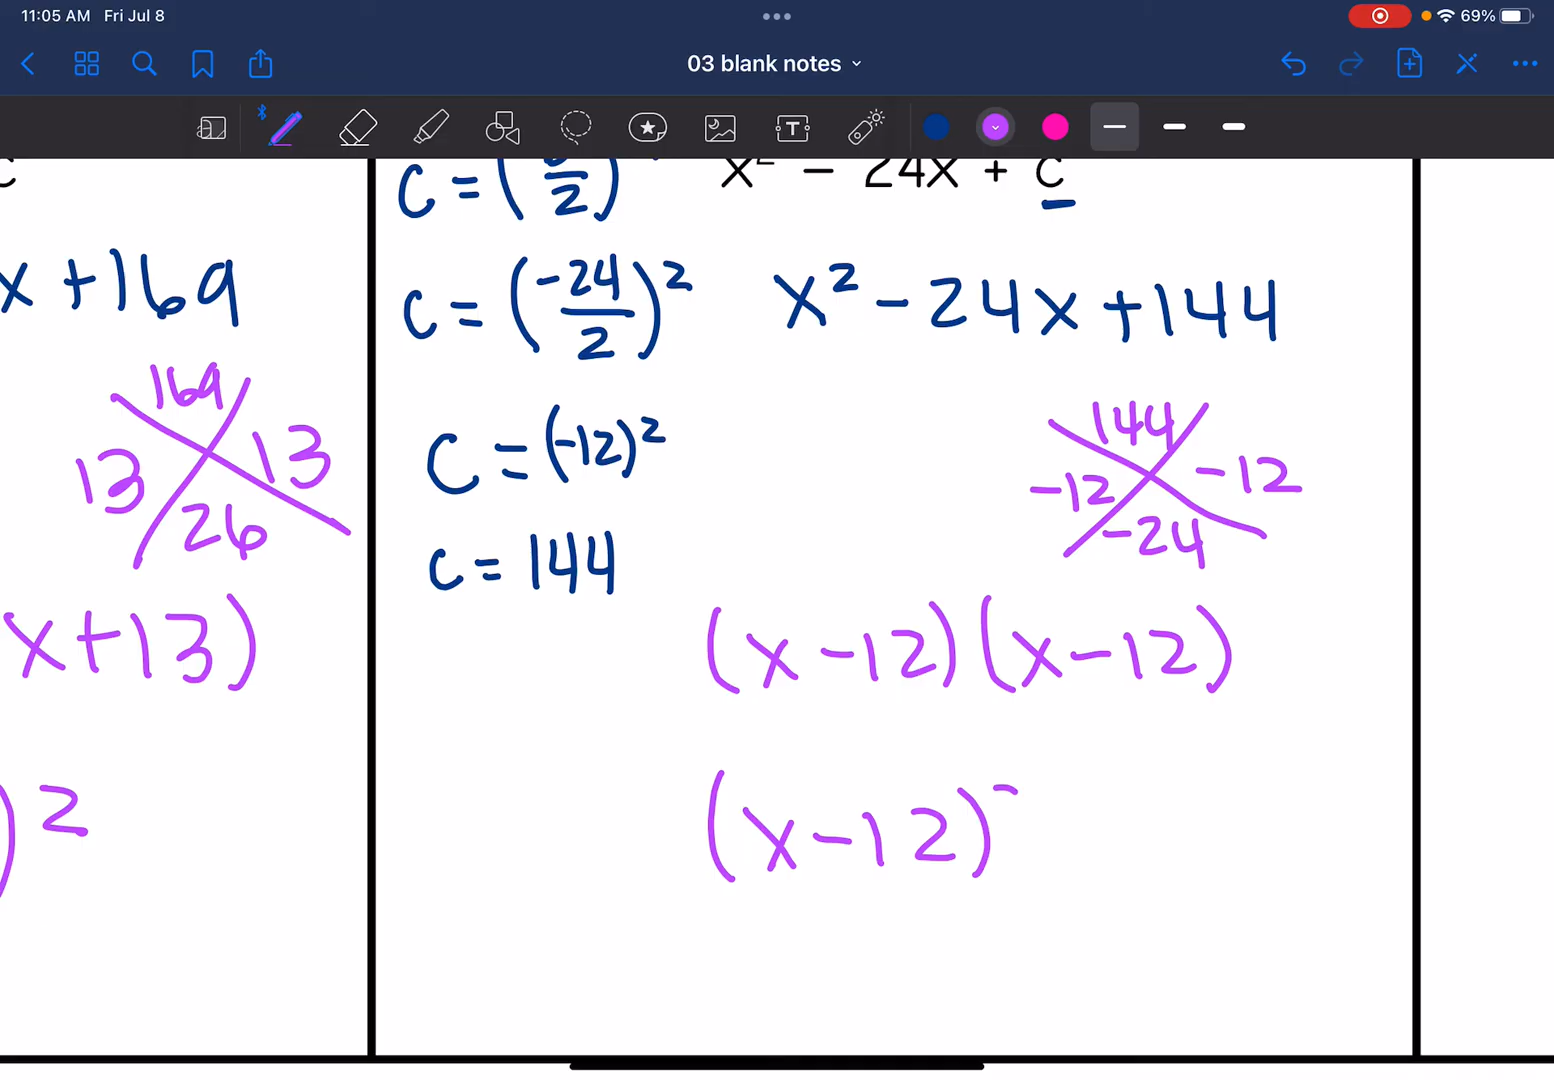 11:05 AM Fri Jul 8
69%
03 blank notes
T
C = (b/2)
x² − 24x + c
x + 169
C = (-24/2)²
x² - 24x + 144
169
13 13
26
C = (-12)²
144
-12 -12
-24
C = 144
x+13)
(x-12)(x-12)
)²
(x-12)